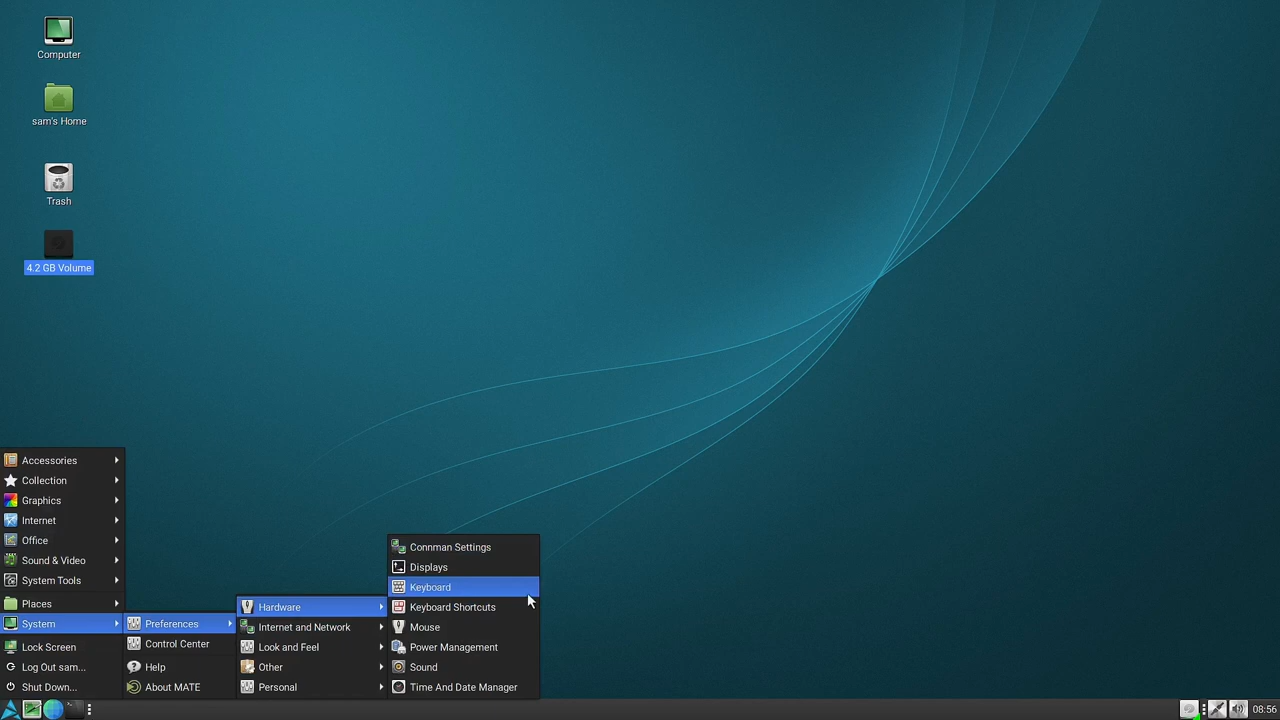 Computer
sam's Home
Trash
4.2 GB Volume
Accessories
Collection
Graphics
Internet
Office
Sound & Video
System Tools
Places
System
Lock Screen
Log Out sam...
Shut Down...
Preferences
Control Center
Help
About MATE
Hardware
Internet and Network
Look and Feel
Other
Personal
Connman Settings
Displays
Keyboard
Keyboard Shortcuts
Mouse
Power Management
Sound
Time And Date Manager
08:56